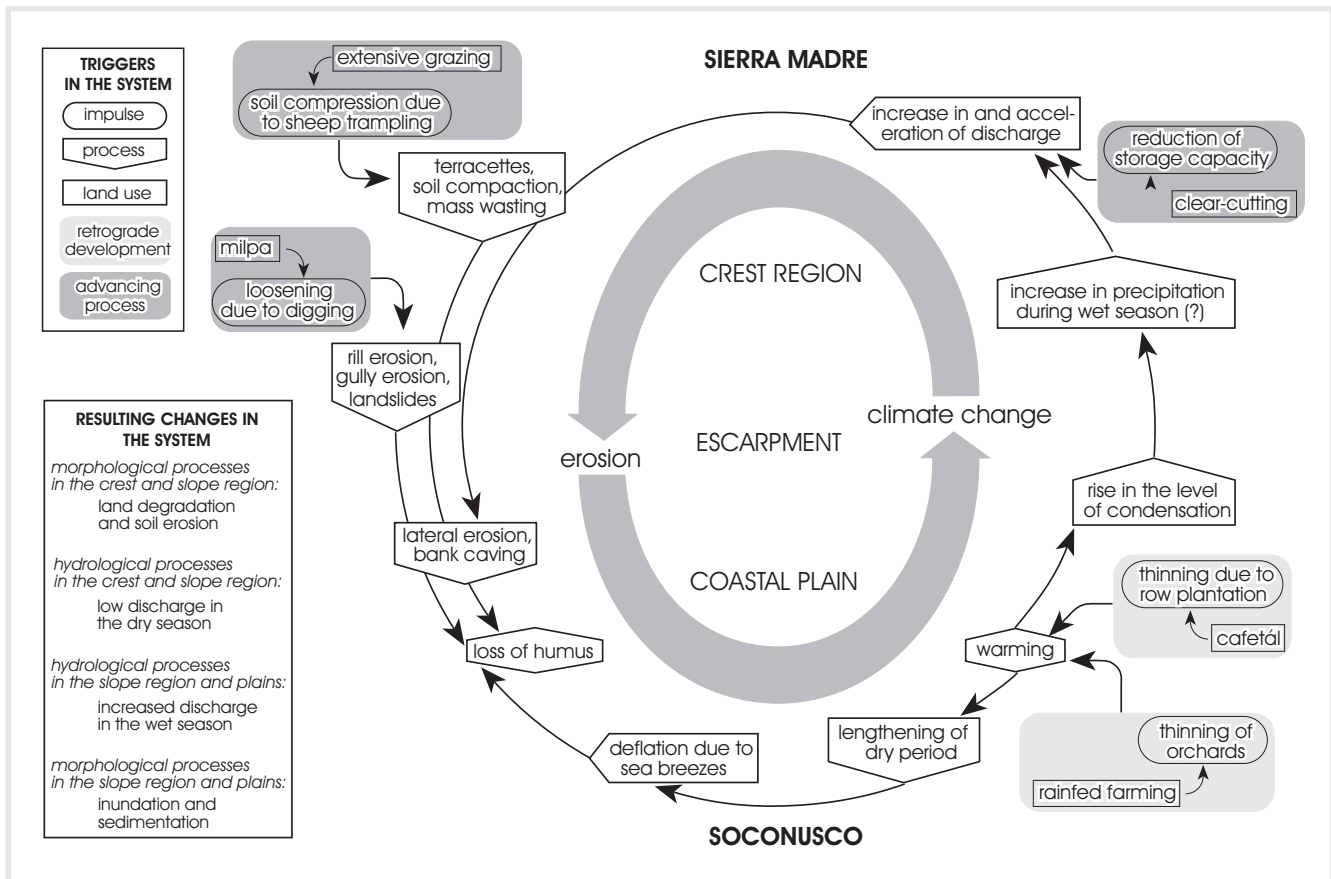 TRIGGERS
IN THE SYSTEM
impulse
process
land use
retrograde
development
advancing
process
extensive grazing
soil compression due
to sheep trampling
terracettes,
soil compaction,
mass wasting
milpa
loosening
due to digging
rill erosion,
gully erosion,
landslides
SIERRA MADRE
increase in and accel-
eration of discharge
reduction of
storage capacity
clear-cutting
CREST REGION
increase in precipitation
during wet season (?)
climate change
ESCARPMENT
erosion
rise in the level
of condensation
lateral erosion,
bank caving
COASTAL PLAIN
thinning due to
row plantation
cafetál
loss of humus
warming
lengthening of
dry period
thinning of
orchards
rainfed farming
deflation due to
sea breezes
SOCONUSCO
RESULTING CHANGES IN
THE SYSTEM
morphological processes
in the crest and slope region:
land degradation
and soil erosion
hydrological processes
in the crest and slope region:
low discharge in
the dry season
hydrological processes
in the slope region and plains:
increased discharge
in the wet season
morphological processes
in the slope region and plains:
inundation and
sedimentation